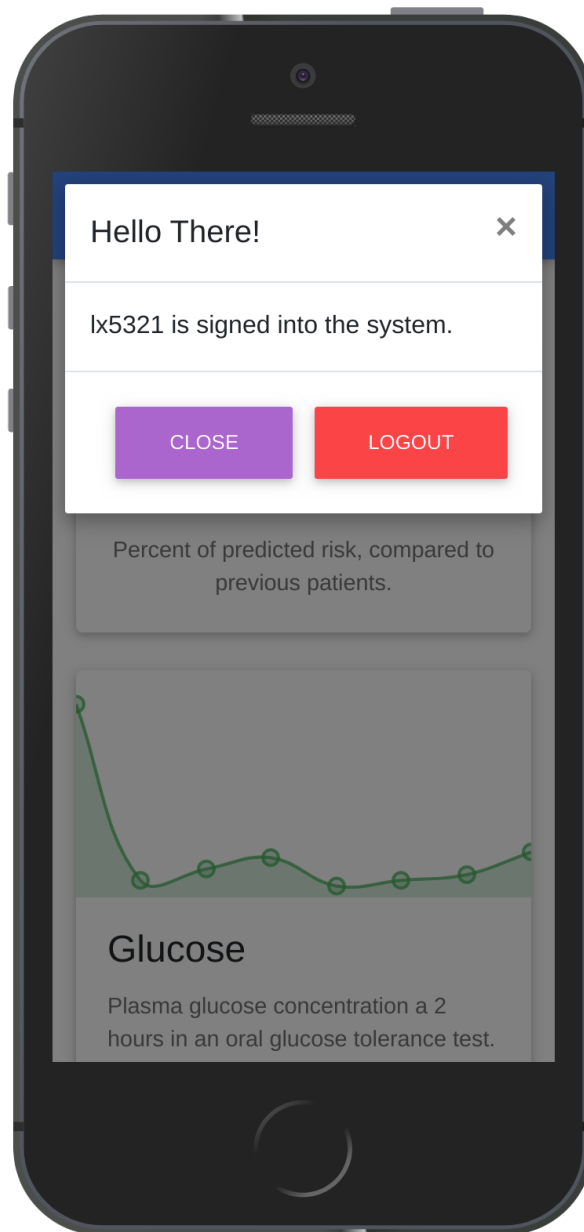 Hello There!
×
lx5321 is signed into the system.
CLOSE
LOGOUT
Percent of predicted risk, compared to
previous patients.
Glucose
Plasma glucose concentration a 2
hours in an oral glucose tolerance test.